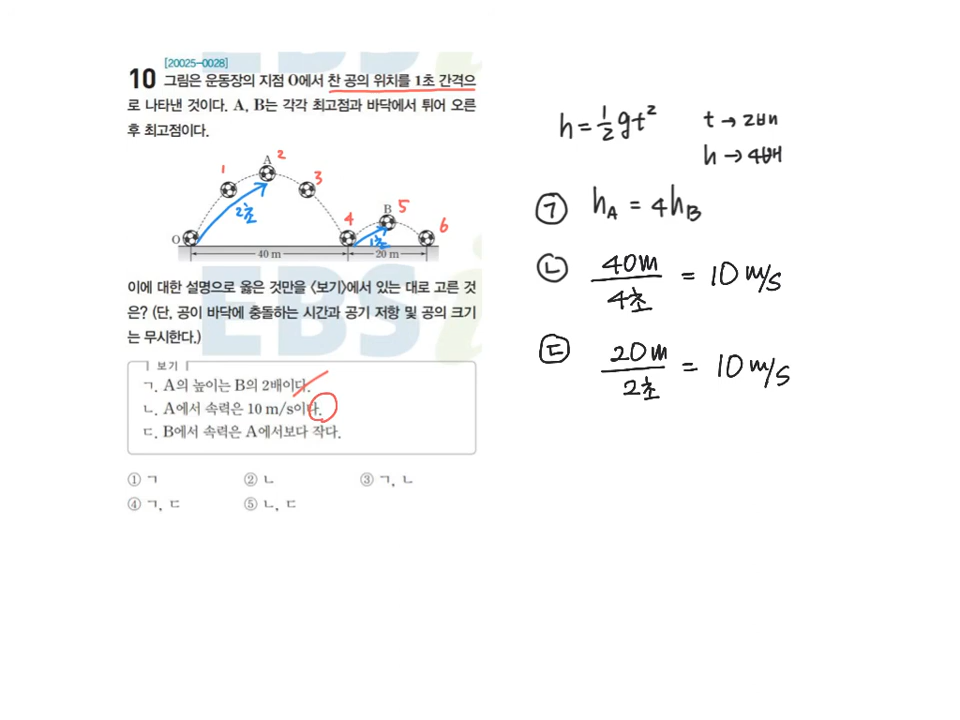 [20025-0028]
10 그림은 운동장의 지점 O에서 찬 공의 위치를 1초 간격으
로 나타낸 것이다. A, B는 각각 최고점과 바닥에서 튀어 오른
후 최고점이다.
1 A 2 3
2초
O
4 B 5 6
1초
40 m 20 m
이에 대한 설명으로 옳은 것만을 <보기>에서 있는 대로 고른 것
은? (단, 공이 바닥에 충돌하는 시간과 공기 저항 및 공의 크기
는 무시한다.)
보기
ㄱ. A의 높이는 B의 2배이다.
ㄴ. A에서 속력은 10 m/s이다.
ㄷ. B에서 속력은 A에서보다 작다.
① ㄱ ② ㄴ ③ ㄱ, ㄴ
④ ㄱ, ㄷ ⑤ ㄴ, ㄷ
EBSi
h = 1/2 gt² t → 2배
h → 4배
㉠ hA = 4hB
㉡ 40m/4초 = 10 m/s
㉢ 20m/2초 = 10 m/s